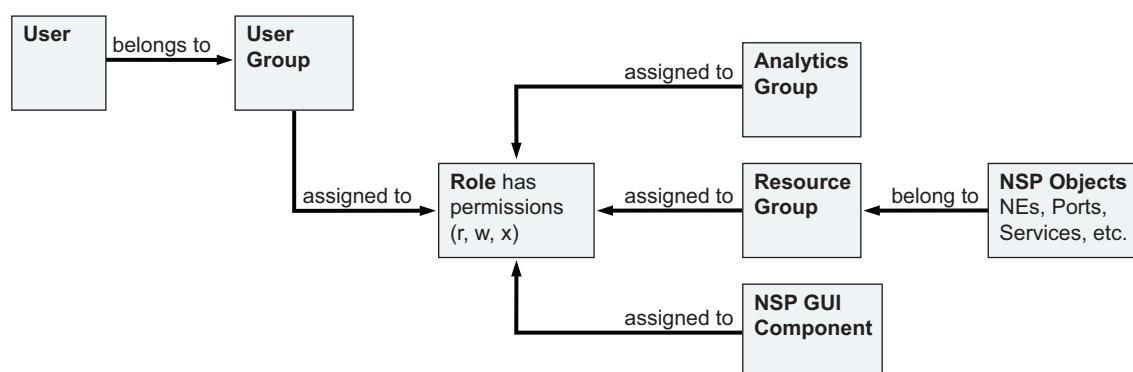 User
belongs to
User
Group
Analytics
Group
assigned to
assigned to
Role has
permissions
(r, w, x)
assigned to
Resource
Group
belong to
NSP Objects
NEs, Ports,
Services, etc.
assigned to
NSP GUI
Component